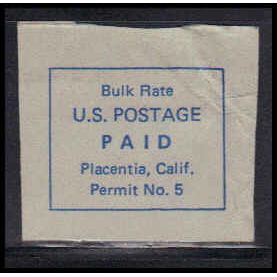 Bulk Rate
U.S. POSTAGE
PAID
Placentia, Calif.
Permit No. 5